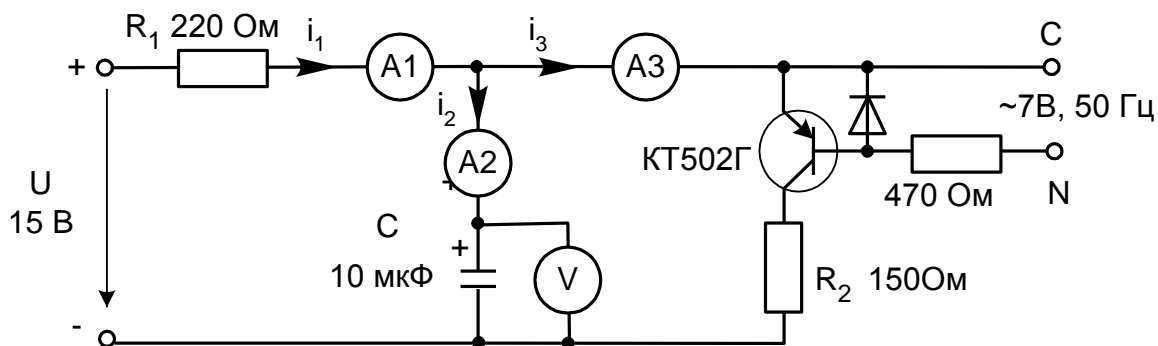 R1 220 Ом
i1
A1
i3
A3
C
+
i2
A2
+
КТ502Г
~7В, 50 Гц
470 Ом
N
U
15 В
C
10 мкФ
+
V
R2 150Ом
-